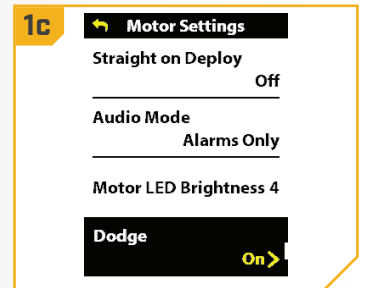 1c
Motor Settings
Straight on Deploy
Off
Audio Mode
Alarms Only
Motor LED Brightness 4
Dodge
On >